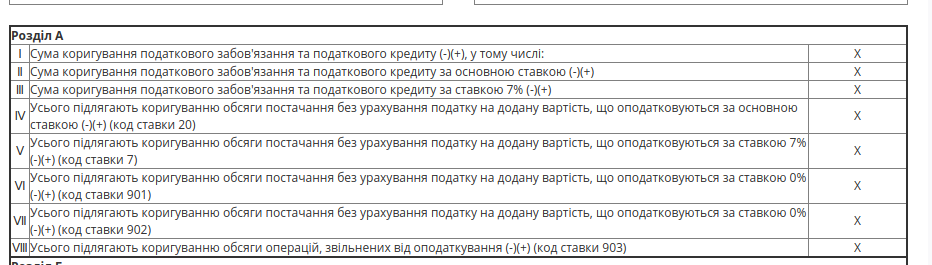 Розділ А
I Сума коригування податкового забов'язання та податкового кредиту (-)(+), у тому числі: X
II Сума коригування податкового забов'язання та податкового кредиту за основною ставкою (-)(+) X
III Сума коригування податкового забов'язання та податкового кредиту за ставкою 7% (-)(+) X
IV Усього підлягають коригуванню обсяги постачання без урахування податку на додану вартість, що оподатковуються за основною X
ставкою (-)(+) (код ставки 20)
V Усього підлягають коригуванню обсяги постачання без урахування податку на додану вартість, що оподатковуються за ставкою 7% X
(-)(+) (код ставки 7)
VI Усього підлягають коригуванню обсяги постачання без урахування податку на додану вартість, що оподатковуються за ставкою 0% X
(-)(+) (код ставки 901)
VII Усього підлягають коригуванню обсяги постачання без урахування податку на додану вартість, що оподатковуються за ставкою 0% X
(-)(+) (код ставки 902)
VIII Усього підлягають коригуванню обсяги операцій, звільнених від оподаткування (-)(+) (код ставки 903) X